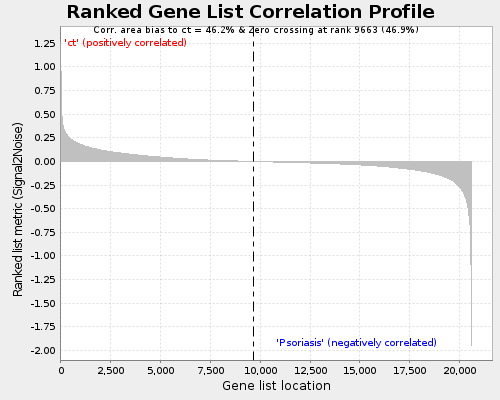 Ranked Gene List Correlation Profile
Corr. area bias to ct = 46.2% & Zero crossing at rank 9663 (46.9%)
'ct' (positively correlated)
1.25
1.00
0.75
0.50
0.25
0.00
-0.25
-0.50
-0.75
-1.00
-1.25
-1.50
-1.75
-2.00
Ranked list metric (Signal2Noise)
'Psoriasis' (negatively correlated)
0 2,500 5,000 7,500 10,000 12,500 15,000 17,500 20,000
Gene list location